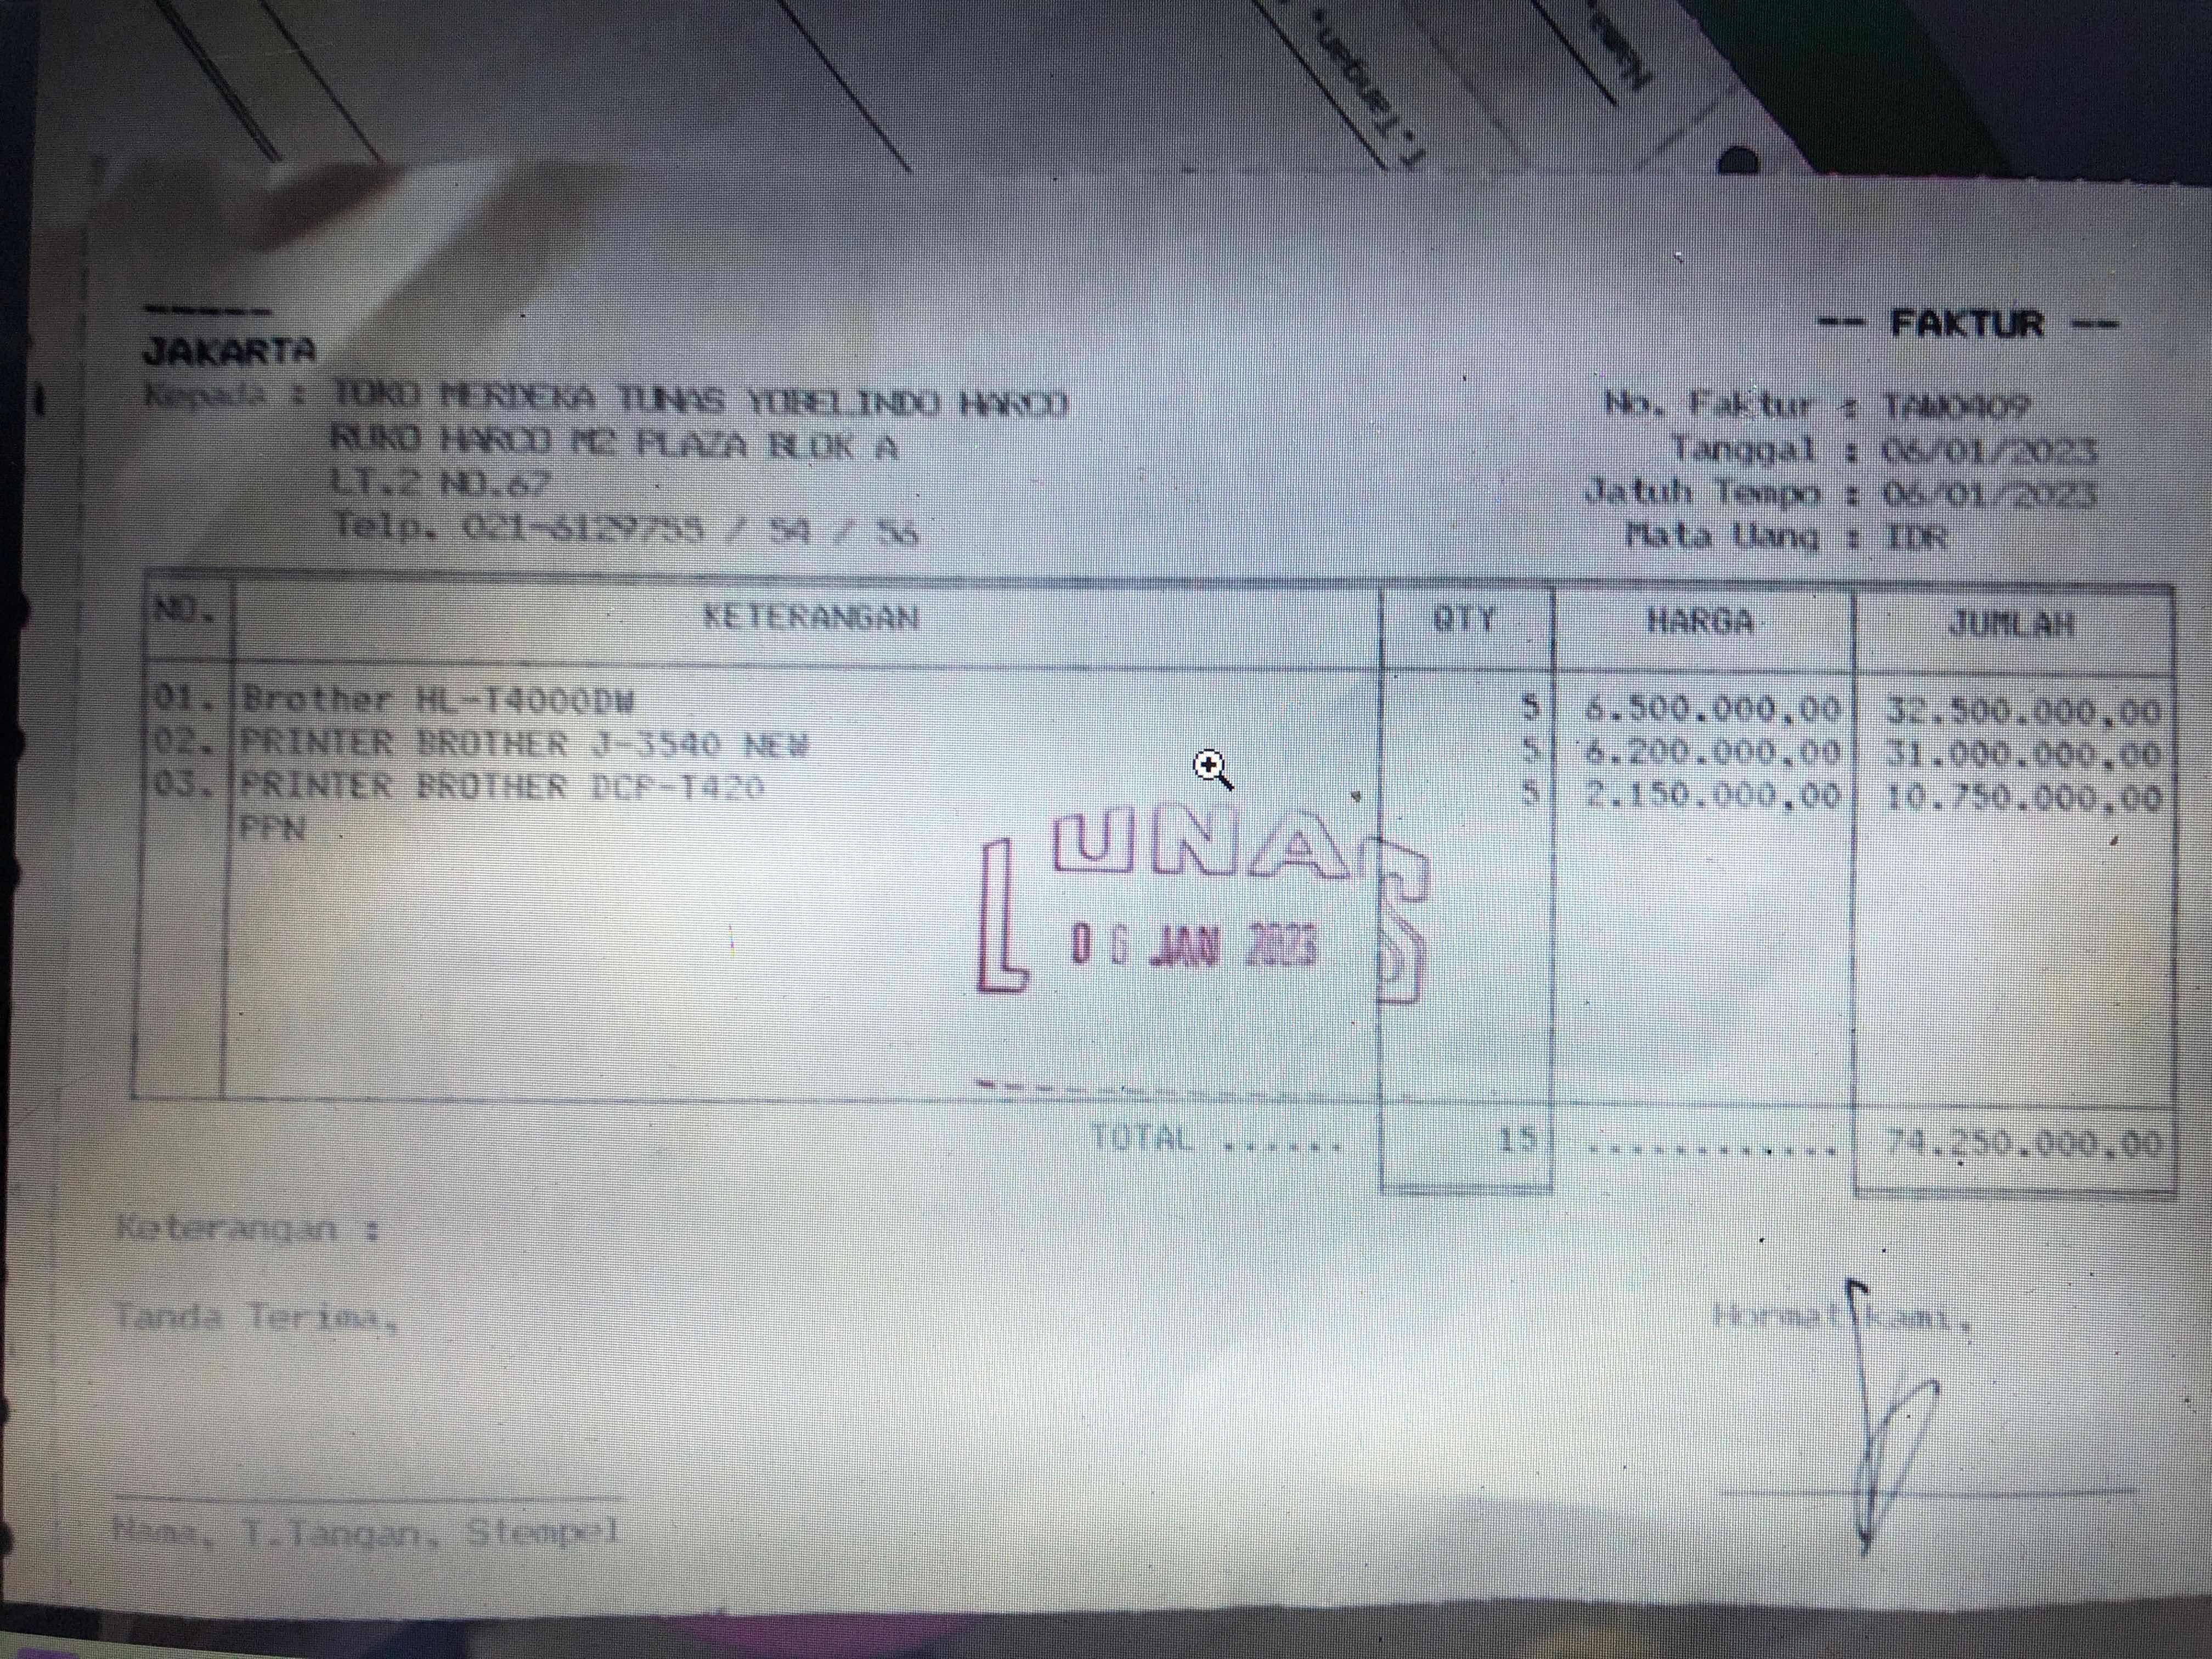 T.Tangan,
Nama,
-----
JAKARTA
-- FAKTUR --
Kepada : TOKO MERDEKA TUNAS YOBELINDO HARCO
RUKO HARCO M2 PLAZA BLOK A
LT.2 NO.67
Telp. 021-6129755 / 54 / 56
No. Faktur : TAW0409
Tanggal : 06/01/2023
Jatuh Tempo : 06/01/2023
Mata Uang : IDR
NO. KETERANGAN QTY HARGA JUMLAH
01. Brother HL-T4000DW 5 6.500.000,00 32.500.000,00
02. PRINTER BROTHER J-3540 NEW 5 6.200.000,00 31.000.000,00
03. PRINTER BROTHER DCP-T420 5 2.150.000,00 10.750.000,00
PPN
LUNAS
06 JAN 2023
TOTAL ...... 15 ............ 74.250.000,00
Keterangan :
Tanda Terima,
Hormat kami,
Nama, T.Tangan, Stempel